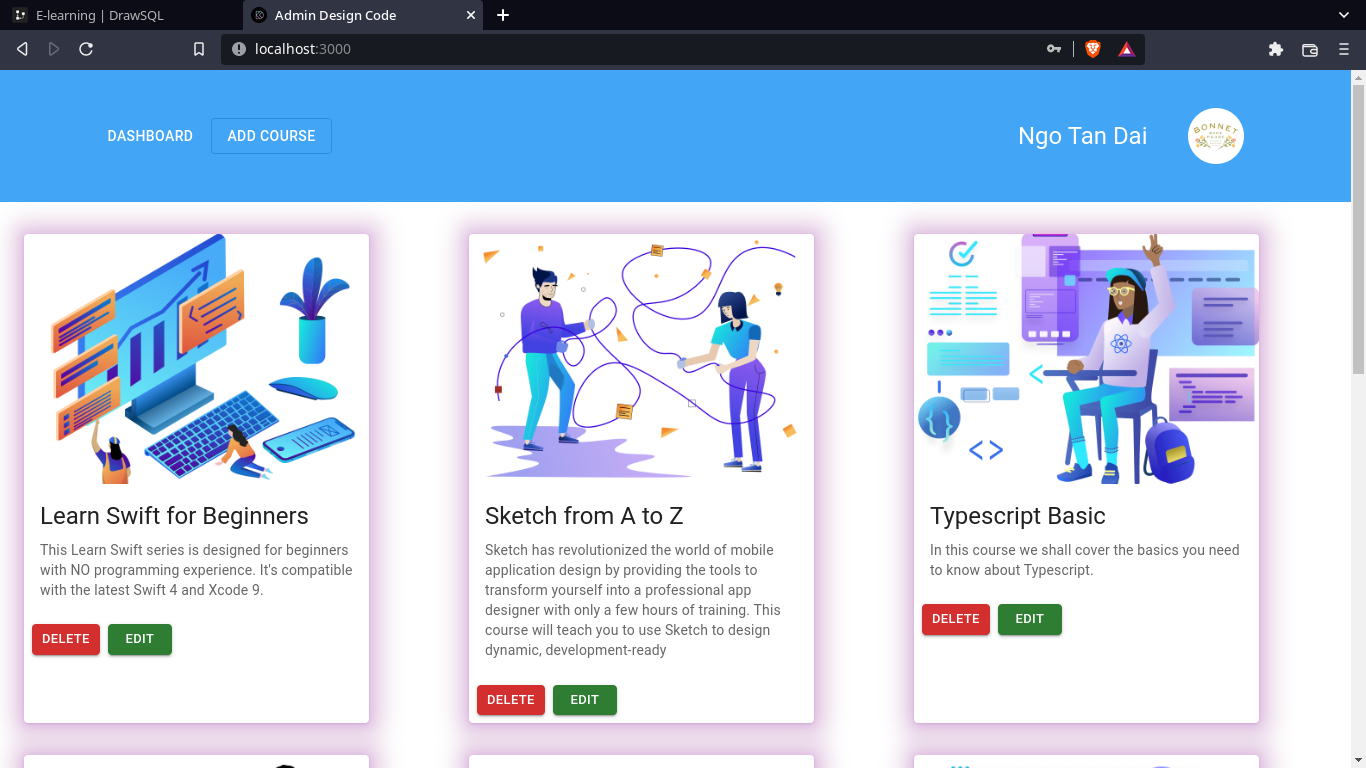 E-learning | DrawSQL
Admin Design Code
localhost:3000
DASHBOARD
ADD COURSE
Ngo Tan Dai
BONNET
Learn Swift for Beginners
This Learn Swift series is designed for beginners
with NO programming experience. It's compatible
with the latest Swift 4 and Xcode 9.
DELETE
EDIT
Sketch from A to Z
Sketch has revolutionized the world of mobile
application design by providing the tools to
transform yourself into a professional app
designer with only a few hours of training. This
course will teach you to use Sketch to design
dynamic, development-ready
DELETE
EDIT
Typescript Basic
In this course we shall cover the basics you need
to know about Typescript.
DELETE
EDIT